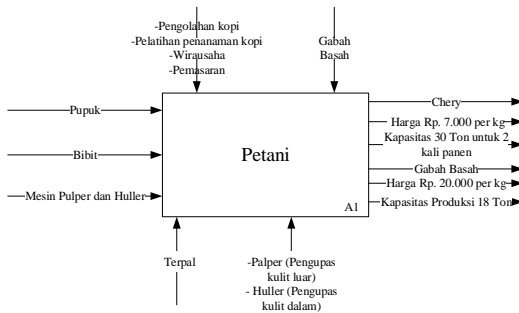 -Pengolahan kopi
-Pelatihan penanaman kopi
-Wirausaha
-Pemasaran
Gabah
Basah
Pupuk
Bibit
Mesin Pulper dan Huller
Petani
A1
Chery
Harga Rp. 7.000 per kg
Kapasitas 30 Ton untuk 2
kali panen
Gabah Basah
Harga Rp. 20.000 per kg
Kapasitas Produksi 18 Ton
Terpal
-Palper (Pengupas
kulit luar)
- Huller (Pengupas
kulit dalam)